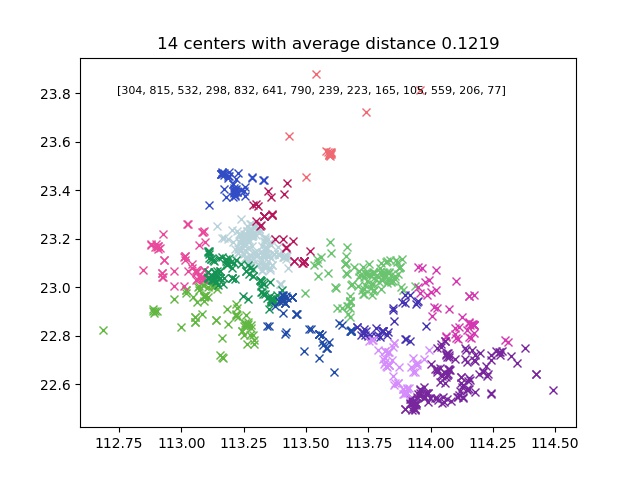 14 centers with average distance 0.1219
[304, 815, 532, 298, 832, 641, 790, 239, 223, 165, 105, 559, 206, 77]
23.8
23.6
23.4
23.2
23.0
22.8
22.6
112.75 113.00 113.25 113.50 113.75 114.00 114.25 114.50